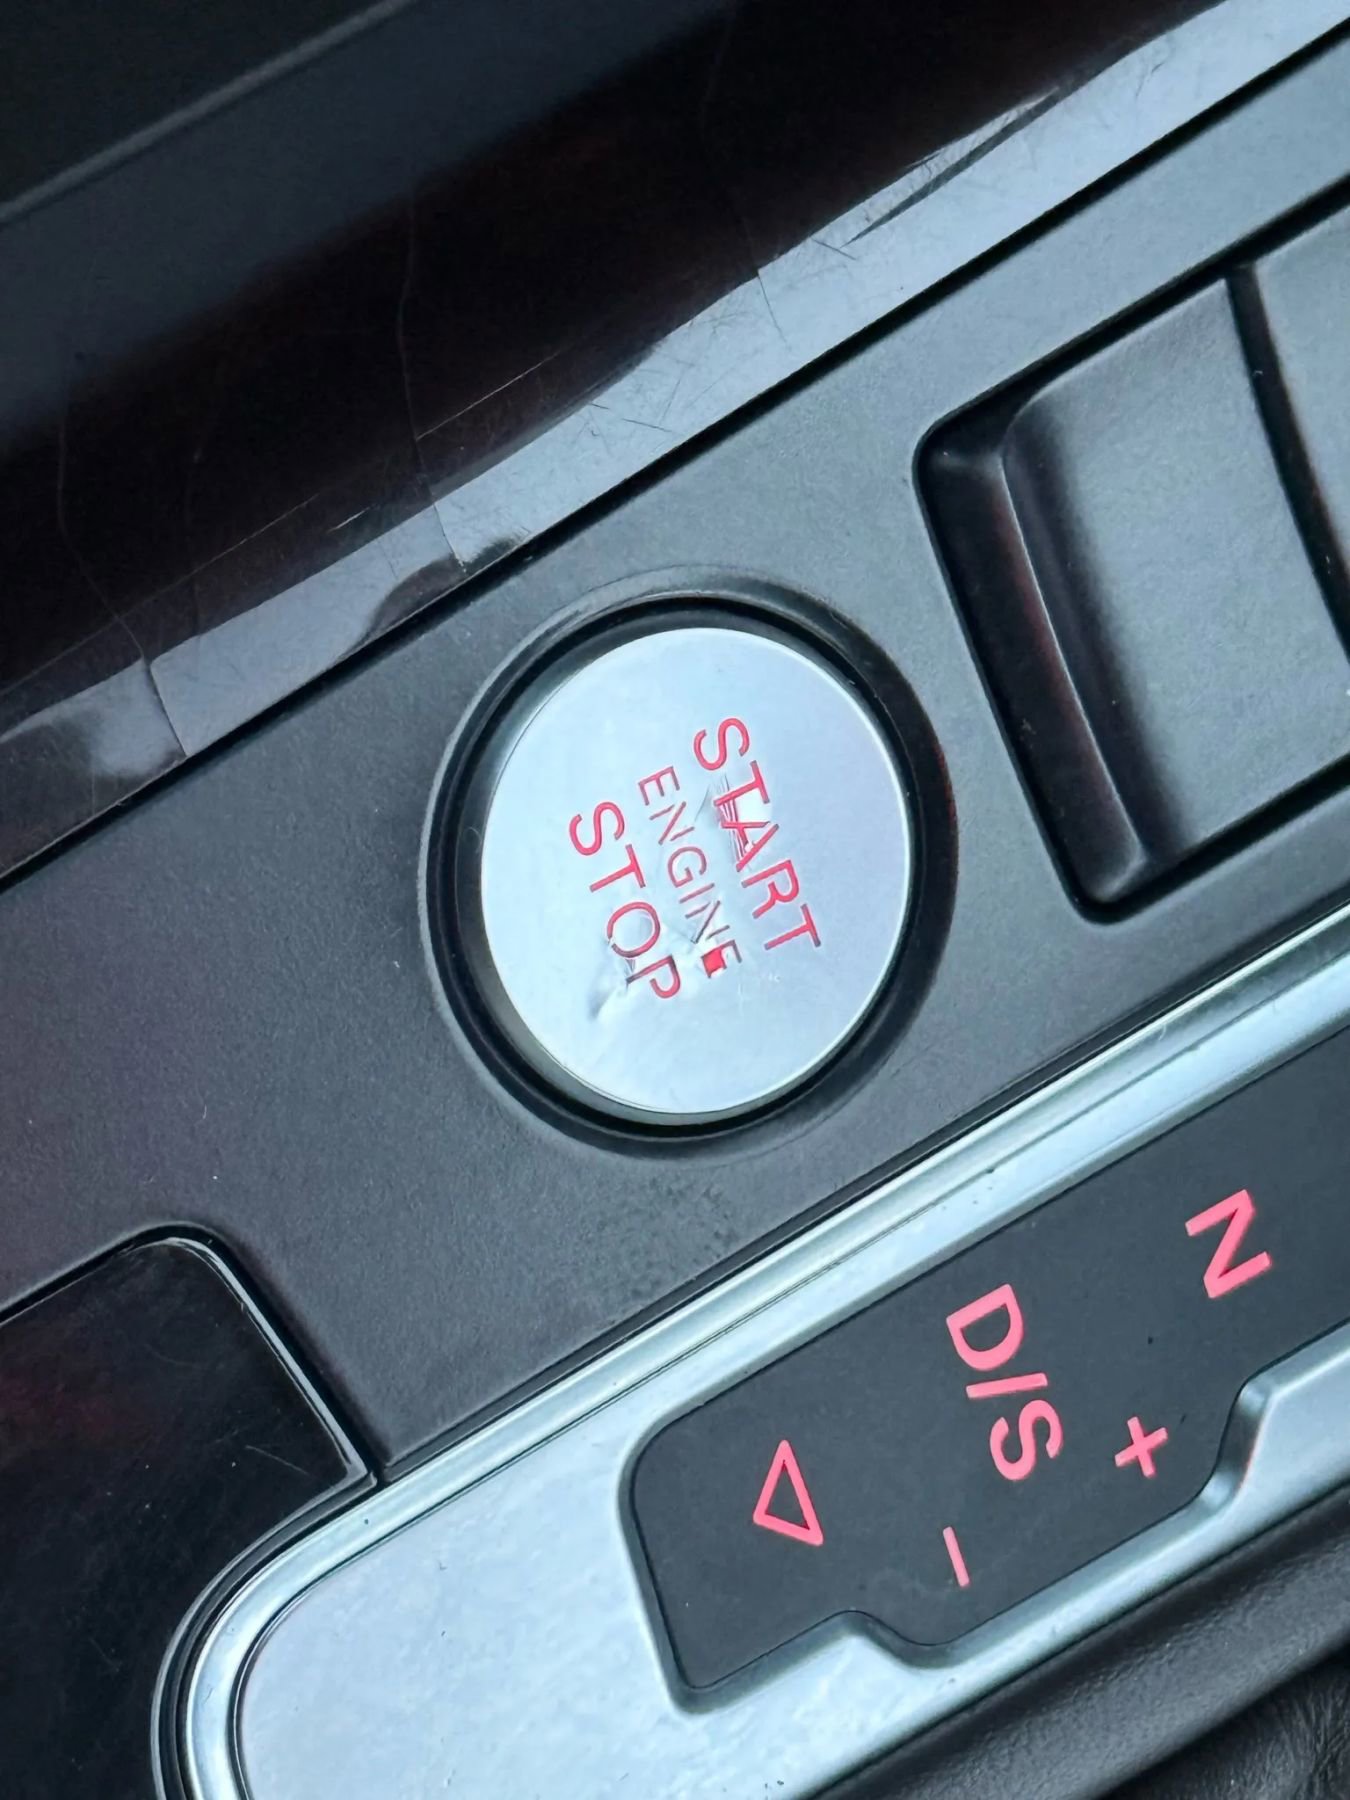 START
ENGINE
STOP
N
D/S
+
−